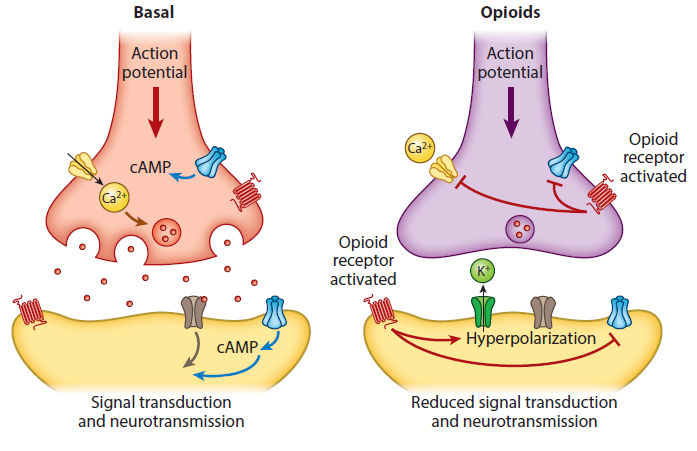 Basal
Action
potential
cAMP
Ca2+
cAMP
Signal transduction
and neurotransmission
Opioids
Action
potential
Ca2+
Opioid
receptor
activated
Opioid
receptor
activated
K+
Hyperpolarization
Reduced signal transduction
and neurotransmission